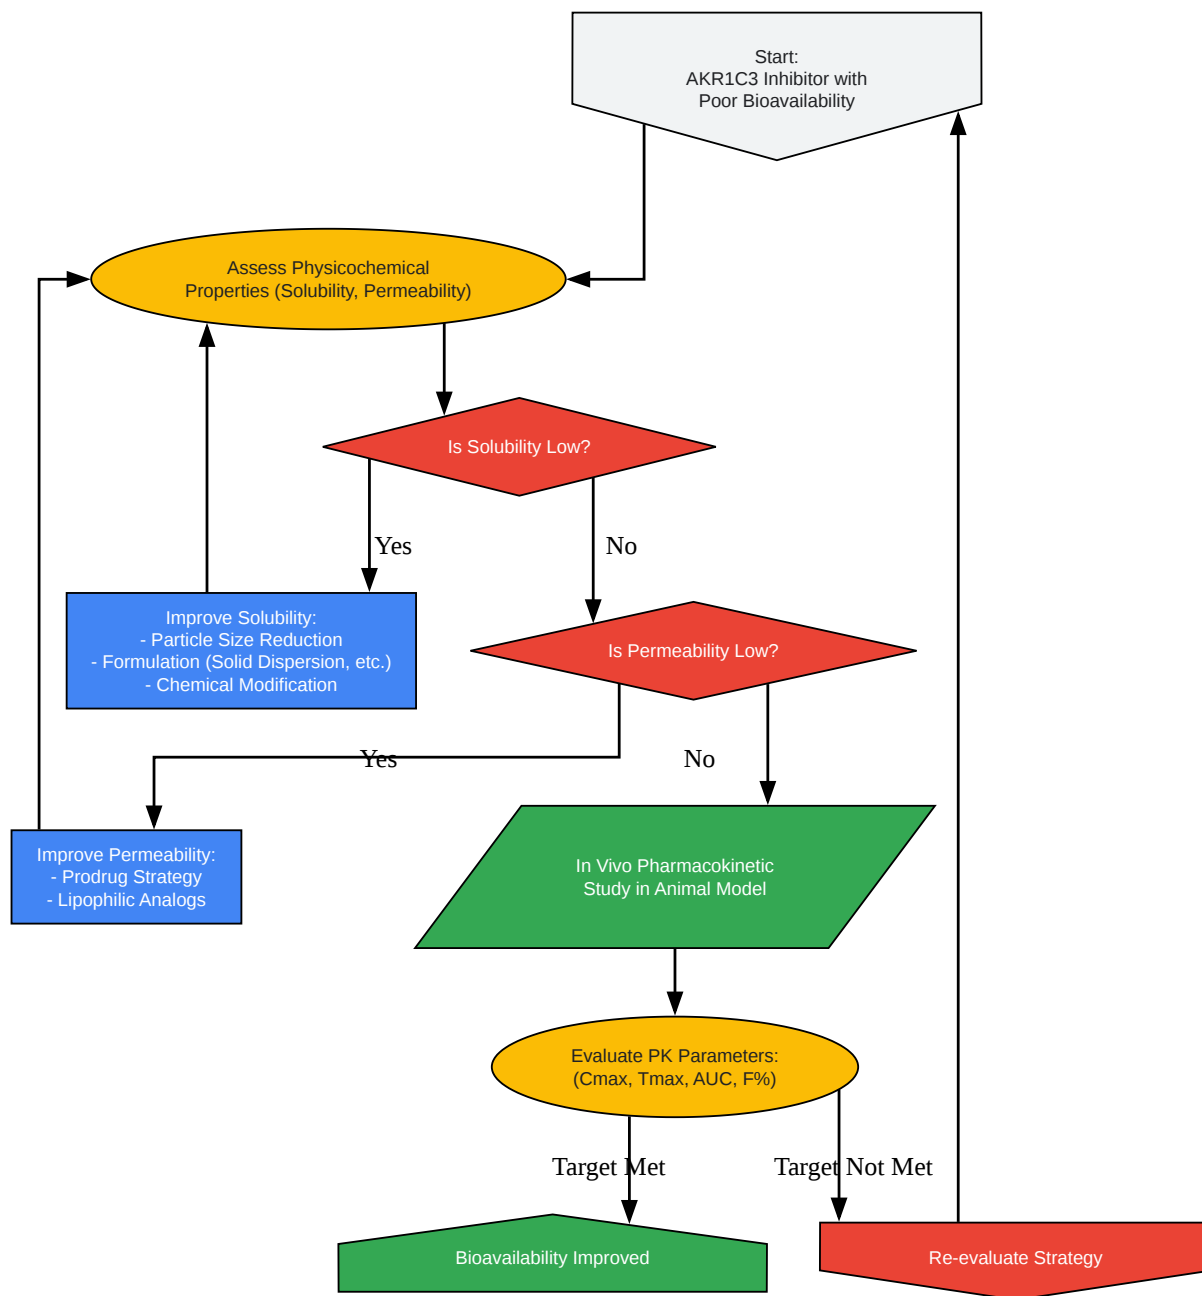 Start:
AKR1C3 Inhibitor with
Poor Bioavailability
Assess Physicochemical
Properties (Solubility, Permeability)
Is Solubility Low?
Yes
No
Improve Solubility:
- Particle Size Reduction
- Formulation (Solid Dispersion, etc.)
- Chemical Modification
Is Permeability Low?
Yes
No
Improve Permeability:
- Prodrug Strategy
- Lipophilic Analogs
In Vivo Pharmacokinetic
Study in Animal Model
Evaluate PK Parameters:
(Cmax, Tmax, AUC, F%)
Target Met
Target Not Met
Bioavailability Improved
Re-evaluate Strategy